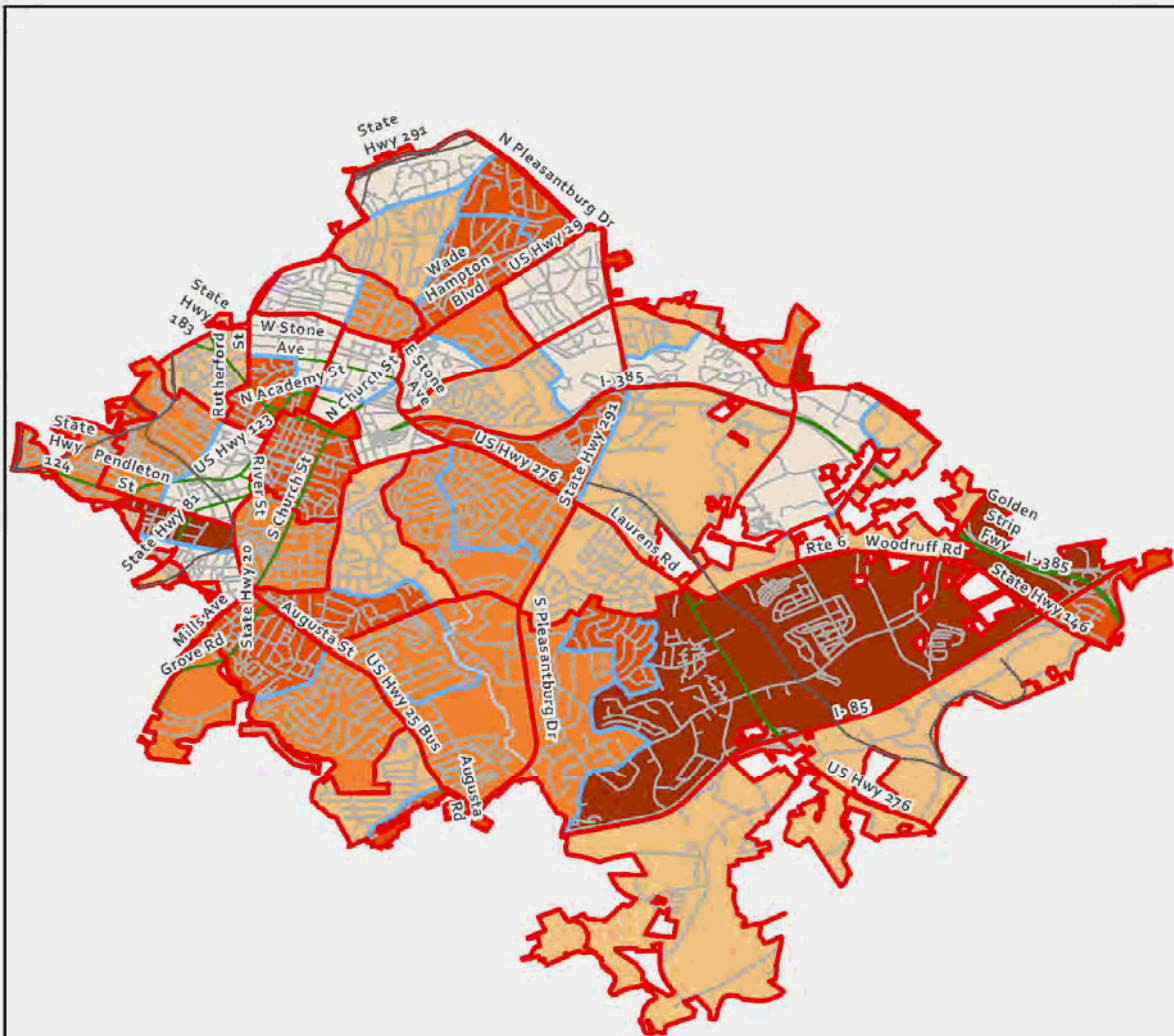 State
Hwy 291
N Pleasantburg Dr
US Hwy 29
Wade
Hampton
Blvd
State
Hwy
183
Rutherford
St
W Stone
Ave
N Academy St
N Church St
E Stone
Ave
I-385
State
Hwy
124
Pendleton
St
US Hwy 123
River St
S Church St
US Hwy 276
State Hwy 291
State Hwy 81
Laurens Rd
Rte 6
Woodruff Rd
Golden
Strip
Fwy
I-385
State Hwy 146
State Hwy 20
Mills Ave
Grove Rd
Augusta St
US Hwy 25 Bus
S Pleasantburg Dr
Augusta
Rd
I-85
US Hwy 276